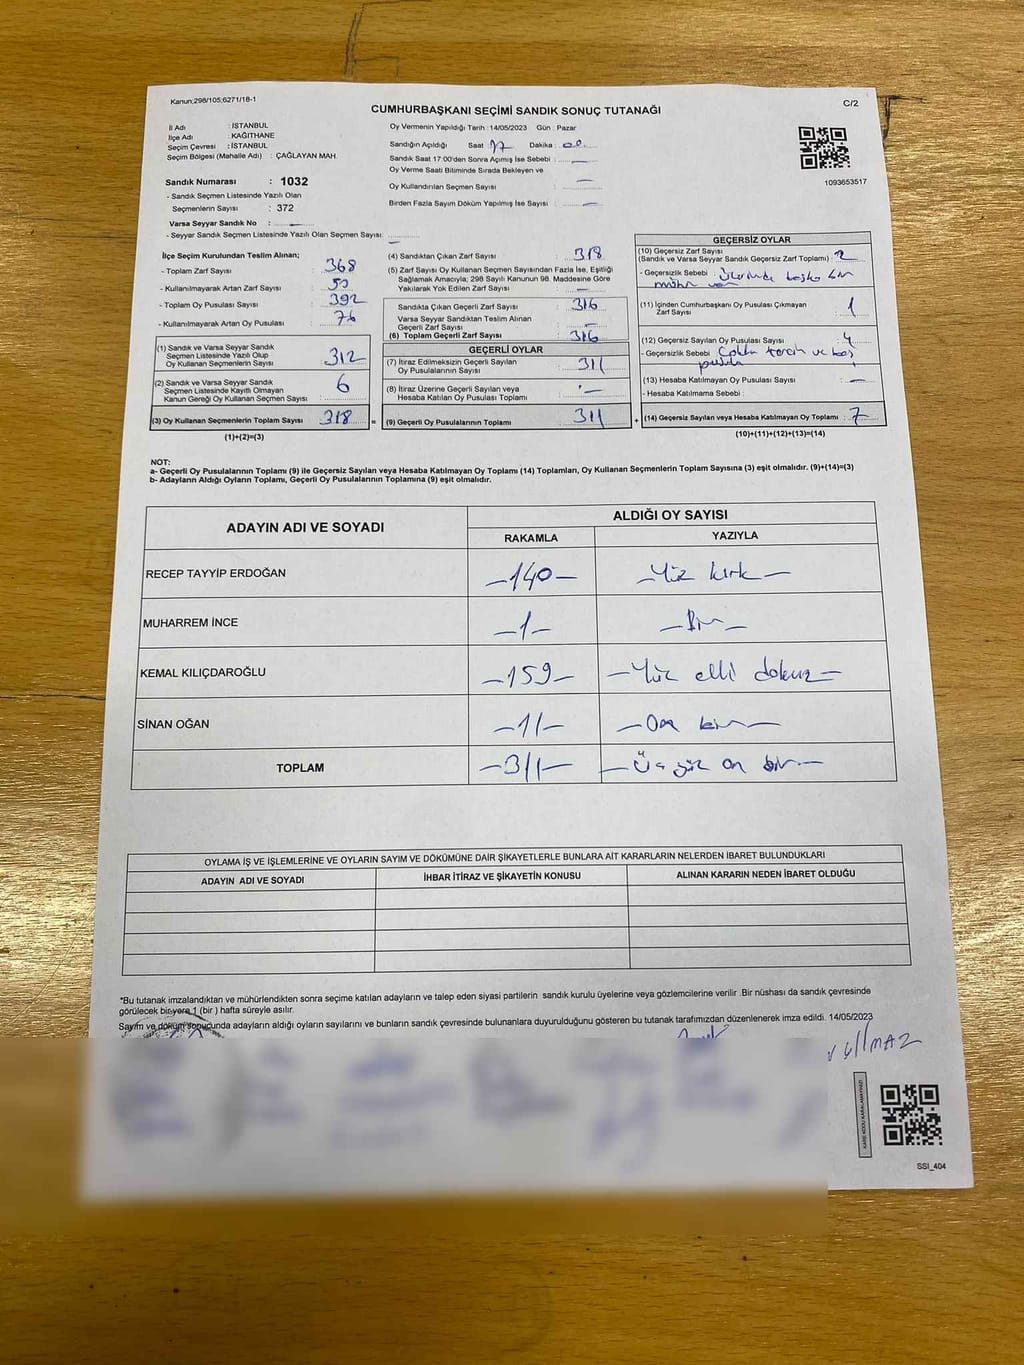 Kanun:298/105;6271/18-1
CUMHURBAŞKANI SEÇİMİ SANDIK SONUÇ TUTANAĞI
C/2
İl Adı : İSTANBUL
İlçe Adı : KAĞITHANE
Seçim Çevresi : İSTANBUL
Seçim Bölgesi (Mahalle Adı) : ÇAĞLAYAN MAH.
Sandık Numarası : 1032
- Sandık Seçmen Listesinde Yazılı Olan
Seçmenlerin Sayısı : 372
Varsa Seyyar Sandık No : —
- Seyyar Sandık Seçmen Listesinde Yazılı Olan Seçmen Sayısı: —
Oy Vermenin Yapıldığı Tarih : 14/05/2023 Gün : Pazar
Sandığın Açıldığı Saat : 17 Dakika : 00
Sandık Saat 17:00'den Sonra Açılmış İse Sebebi : —
Oy Verme Saati Bitiminde Sırada Bekleyen ve
Oy Kullandırılan Seçmen Sayısı : —
Birden Fazla Sayım Döküm Yapılmış İse Sayısı : —
1093653517
İlçe Seçim Kurulundan Teslim Alınan;
- Toplam Zarf Sayısı : 368
- Kullanılmayarak Artan Zarf Sayısı : 50
- Toplam Oy Pusulası Sayısı : 392
- Kullanılmayarak Artan Oy Pusulası : 76
(1) Sandık ve Varsa Seyyar Sandık
Seçmen Listesinde Yazılı Olup
Oy Kullanan Seçmenlerin Sayısı : 312
(2) Sandık ve Varsa Seyyar Sandık
Seçmen Listesinde Kayıtlı Olmayan
Kanun Gereği Oy Kullanan Seçmen Sayısı : 6
(3) Oy Kullanan Seçmenlerin Toplam Sayısı : 318 =
(1)+(2)=(3)
(4) Sandıktan Çıkan Zarf Sayısı : 318
(5) Zarf Sayısı Oy Kullanan Seçmen Sayısından Fazla İse, Eşitliği
Sağlamak Amacıyla; 298 Sayılı Kanunun 98. Maddesine Göre
Yakılarak Yok Edilen Zarf Sayısı : —
Sandıkta Çıkan Geçerli Zarf Sayısı : 316
Varsa Seyyar Sandıktan Teslim Alınan
Geçerli Zarf Sayısı : —
(6) Toplam Geçerli Zarf Sayısı : 316
GEÇERLİ OYLAR
(7) İtiraz Edilmeksizin Geçerli Sayılan
Oy Pusulalarının Sayısı : 311
(8) İtiraz Üzerine Geçerli Sayılan veya
Hesaba Katılan Oy Pusulası Toplamı : —
(9) Geçerli Oy Pusulalarının Toplamı : 311 +
GEÇERSİZ OYLAR
(10) Geçersiz Zarf Sayısı
(Sandık ve Varsa Seyyar Sandık Geçersiz Zarf Toplamı) : 2
- Geçersizlik Sebebi : Üzerinde başka bir
mühür var
(11) İçinden Cumhurbaşkanı Oy Pusulası Çıkmayan
Zarf Sayısı : 1
(12) Geçersiz Sayılan Oy Pusulası Sayısı : 4
- Geçersizlik Sebebi : Çoklu tercih ve boş
pusula
(13) Hesaba Katılmayan Oy Pusulası Sayısı : —
- Hesaba Katılmama Sebebi :
(14) Geçersiz Sayılan veya Hesaba Katılmayan Oy Toplamı : 7
(10)+(11)+(12)+(13)=(14)
NOT:
a- Geçerli Oy Pusulalarının Toplamı (9) ile Geçersiz Sayılan veya Hesaba Katılmayan Oy Toplamı (14) Toplamları, Oy Kullanan Seçmenlerin Toplam Sayısına (3) eşit olmalıdır. (9)+(14)=(3)
b- Adayların Aldığı Oyların Toplamı, Geçerli Oy Pusulalarının Toplamına (9) eşit olmalıdır.
ADAYIN ADI VE SOYADI
ALDIĞI OY SAYISI
RAKAMLA YAZIYLA
RECEP TAYYİP ERDOĞAN —140— —Yüz kırk—
MUHARREM İNCE —1— —Bir—
KEMAL KILIÇDAROĞLU —159— —Yüz elli dokuz—
SİNAN OĞAN —11— —On bir—
TOPLAM —311— —Üç yüz on bir—
OYLAMA İŞ VE İŞLEMLERİNE VE OYLARIN SAYIM VE DÖKÜMÜNE DAİR ŞİKAYETLERLE BUNLARA AİT KARARLARIN NELERDEN İBARET BULUNDUKLARI
ADAYIN ADI VE SOYADI İHBAR İTİRAZ VE ŞİKAYETİN KONUSU ALINAN KARARIN NEDEN İBARET OLDUĞU
*Bu tutanak imzalandıktan ve mühürlendikten sonra seçime katılan adayların ve talep eden siyasi partilerin sandık kurulu üyelerine veya gözlemcilerine verilir .Bir nüshası da sandık çevresinde
görülecek bir yere 1 (bir ) hafta süreyle asılır.
Sayım ve döküm sonucunda adayların aldığı oyların sayılarını ve bunların sandık çevresinde bulunanlara duyurulduğunu gösteren bu tutanak tarafımızdan düzenlenerek imza edildi. 14/05/2023
KARE KODU KARALAMAYINIZ!
SSI_404